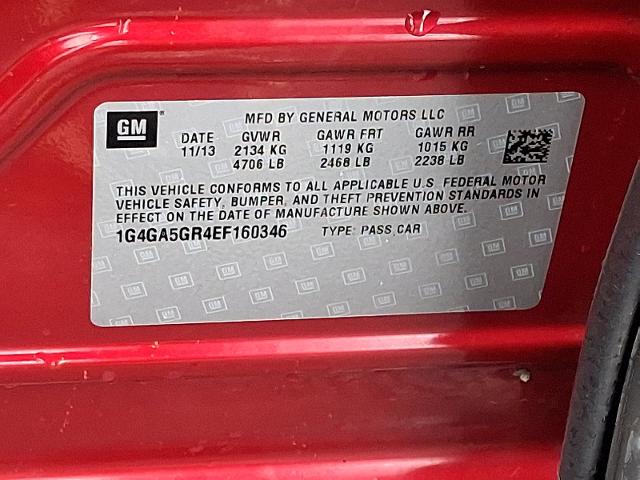 GM
MFD BY GENERAL MOTORS LLC
DATE GVWR GAWR FRT GAWR RR
11/13 2134 KG 1119 KG 1015 KG
4706 LB 2468 LB 2238 LB
THIS VEHICLE CONFORMS TO ALL APPLICABLE U.S. FEDERAL MOTOR
VEHICLE SAFETY, BUMPER, AND THEFT PREVENTION STANDARDS IN
EFFECT ON THE DATE OF MANUFACTURE SHOWN ABOVE.
1G4GA5GR4EF160346 TYPE: PASS CAR